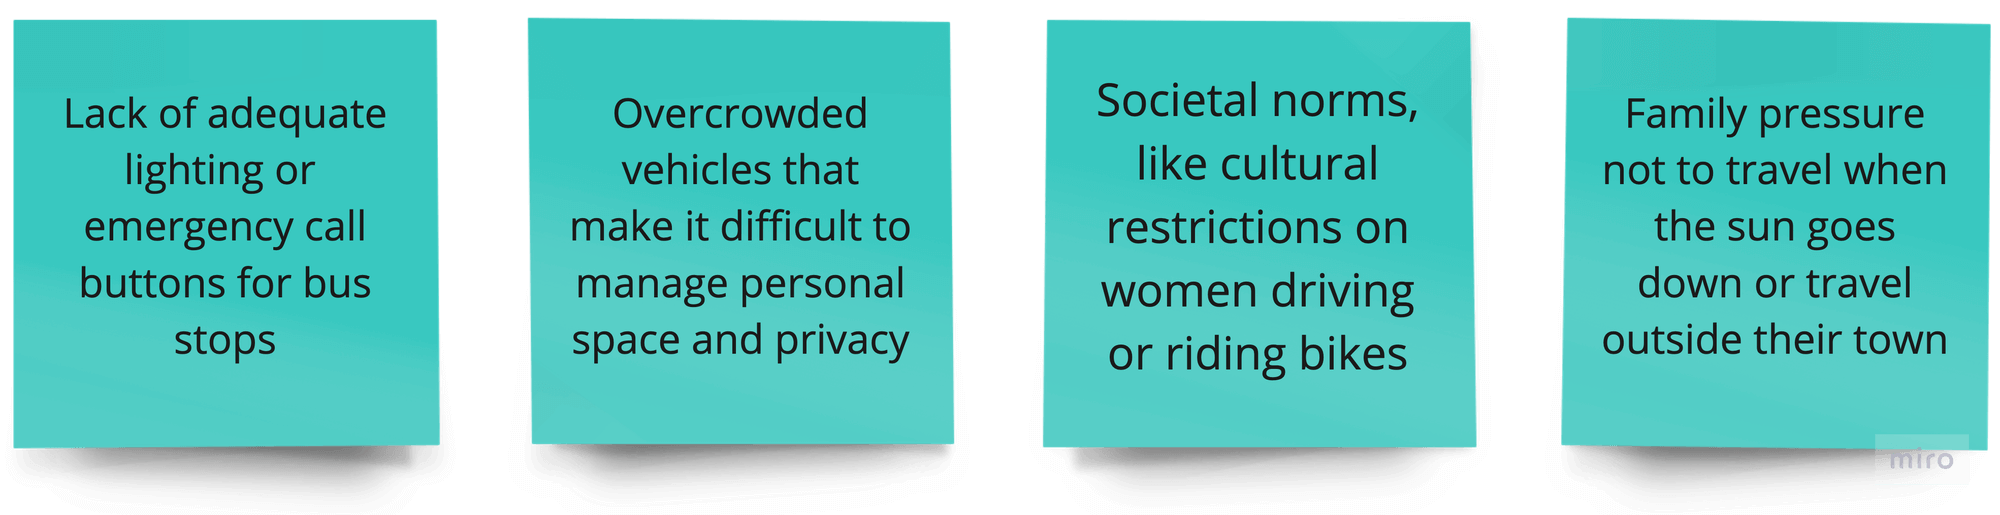 Lack of adequate
lighting or
emergency call
buttons for bus
stops
Overcrowded
vehicles that
make it difficult to
manage personal
space and privacy
Societal norms,
like cultural
restrictions on
women driving
or riding bikes
Family pressure
not to travel when
the sun goes
down or travel
outside their town
miro